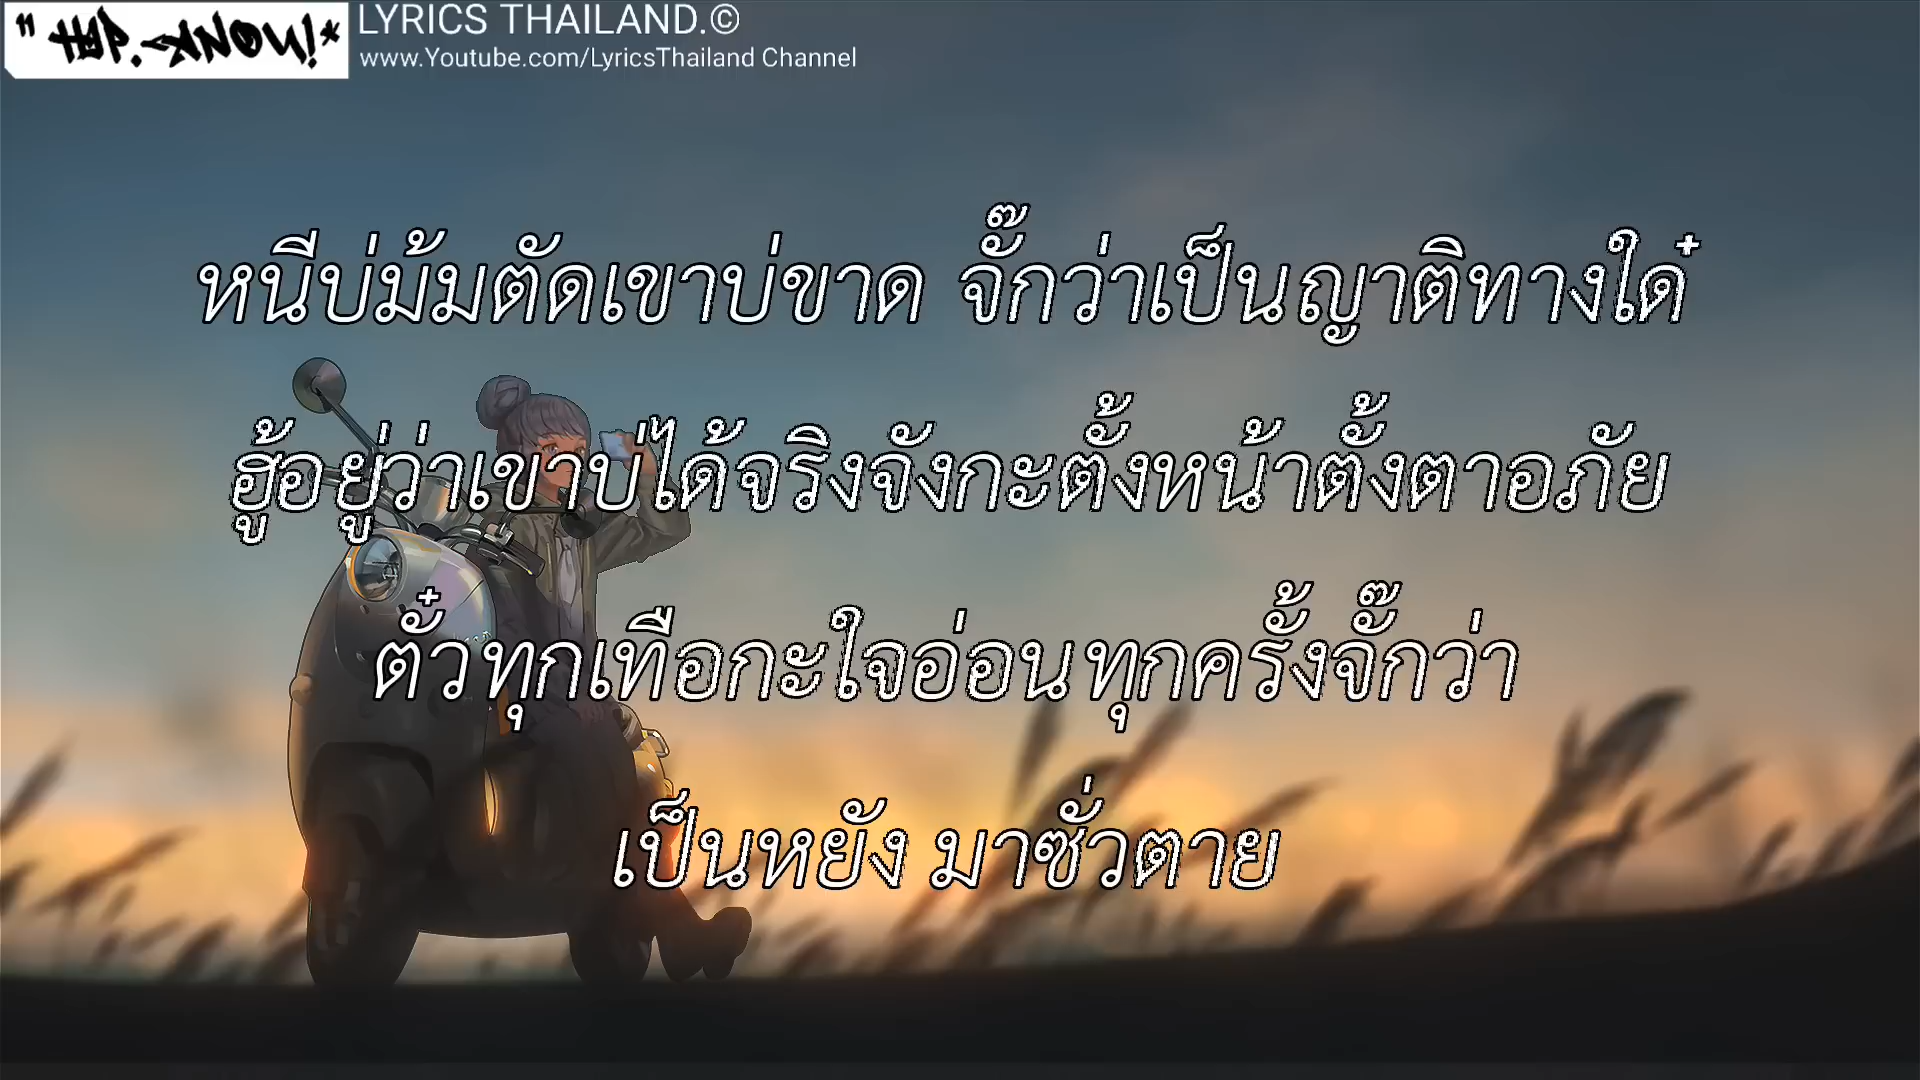 " HYP. -KNOW!*
LYRICS THAILAND.©
www.Youtube.com/LyricsThailand Channel
หนีบ่ม้มตัดเขาบ่ขาด จั๊กว่าเป็นญาติทางใด๋
ฮู้อยู่ว่าเขาบ่ได้จริงจังกะตั้งหน้าตั้งตาอภัย
ตั๋วทุกเทือกะใจอ่อนทุกครั้งจั๊กว่า
เป็นหยัง มาซั่วตาย